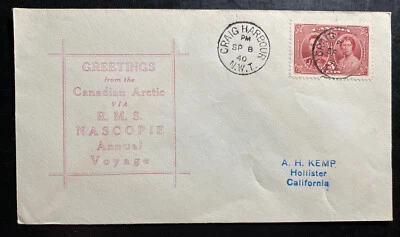 GREETINGS
from the
Canadian Arctic
VIA
R. M. S.
NASCOPIE
Annual
Voyage
CRAIG HARBOUR
PM
SP 8
40
N.W.T.
A. H. KEMP
Hollister
California